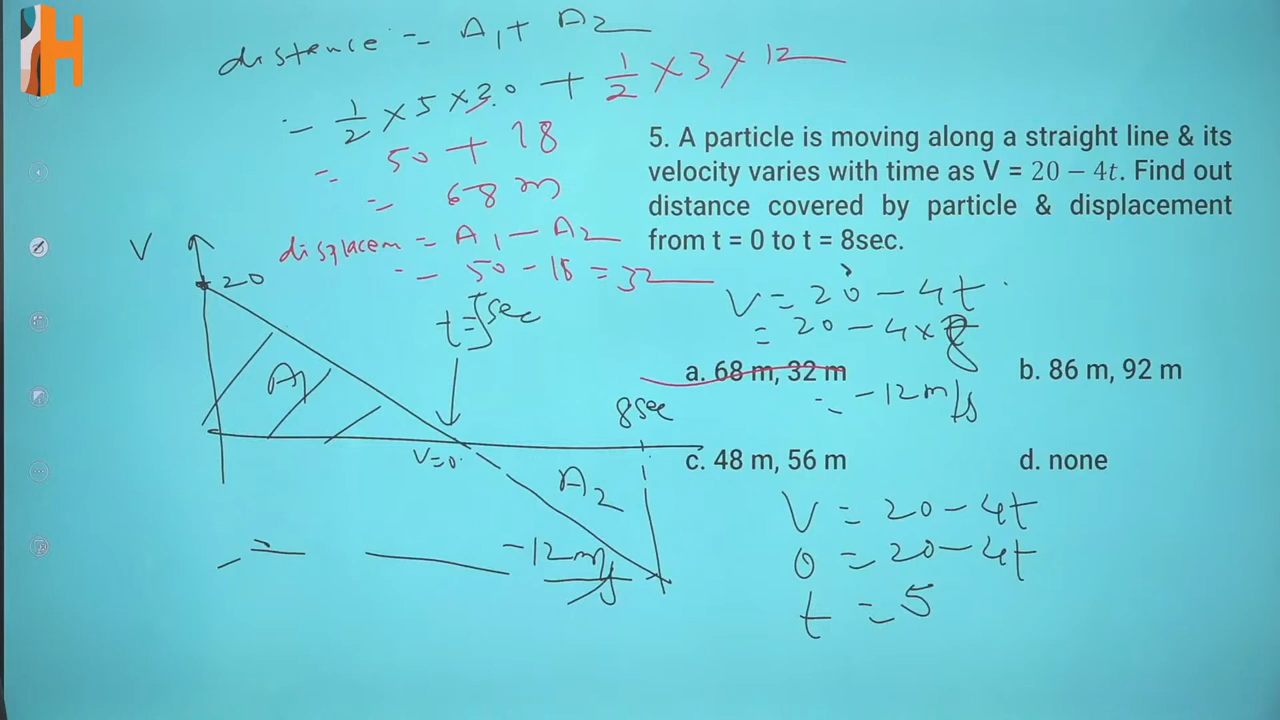 distance = A1 + A2
= 1/2 × 5 × 20 + 1/2 × 3 × 12
= 50 + 18
= 68 m
displacem = A1 – A2
= 50 – 18 = 32
5. A particle is moving along a straight line & its
velocity varies with time as V = 20 − 4t. Find out
distance covered by particle & displacement
from t = 0 to t = 8sec.
V = 20 – 4t
= 20 – 4×8
= -12 m/s
a. 68 m, 32 m
b. 86 m, 92 m
c. 48 m, 56 m
d. none
V = 20 – 4t
0 = 20 – 4t
t = 5
V
20
t = 5sec
A1
8sec
V=0
A2
-12 m/s
H